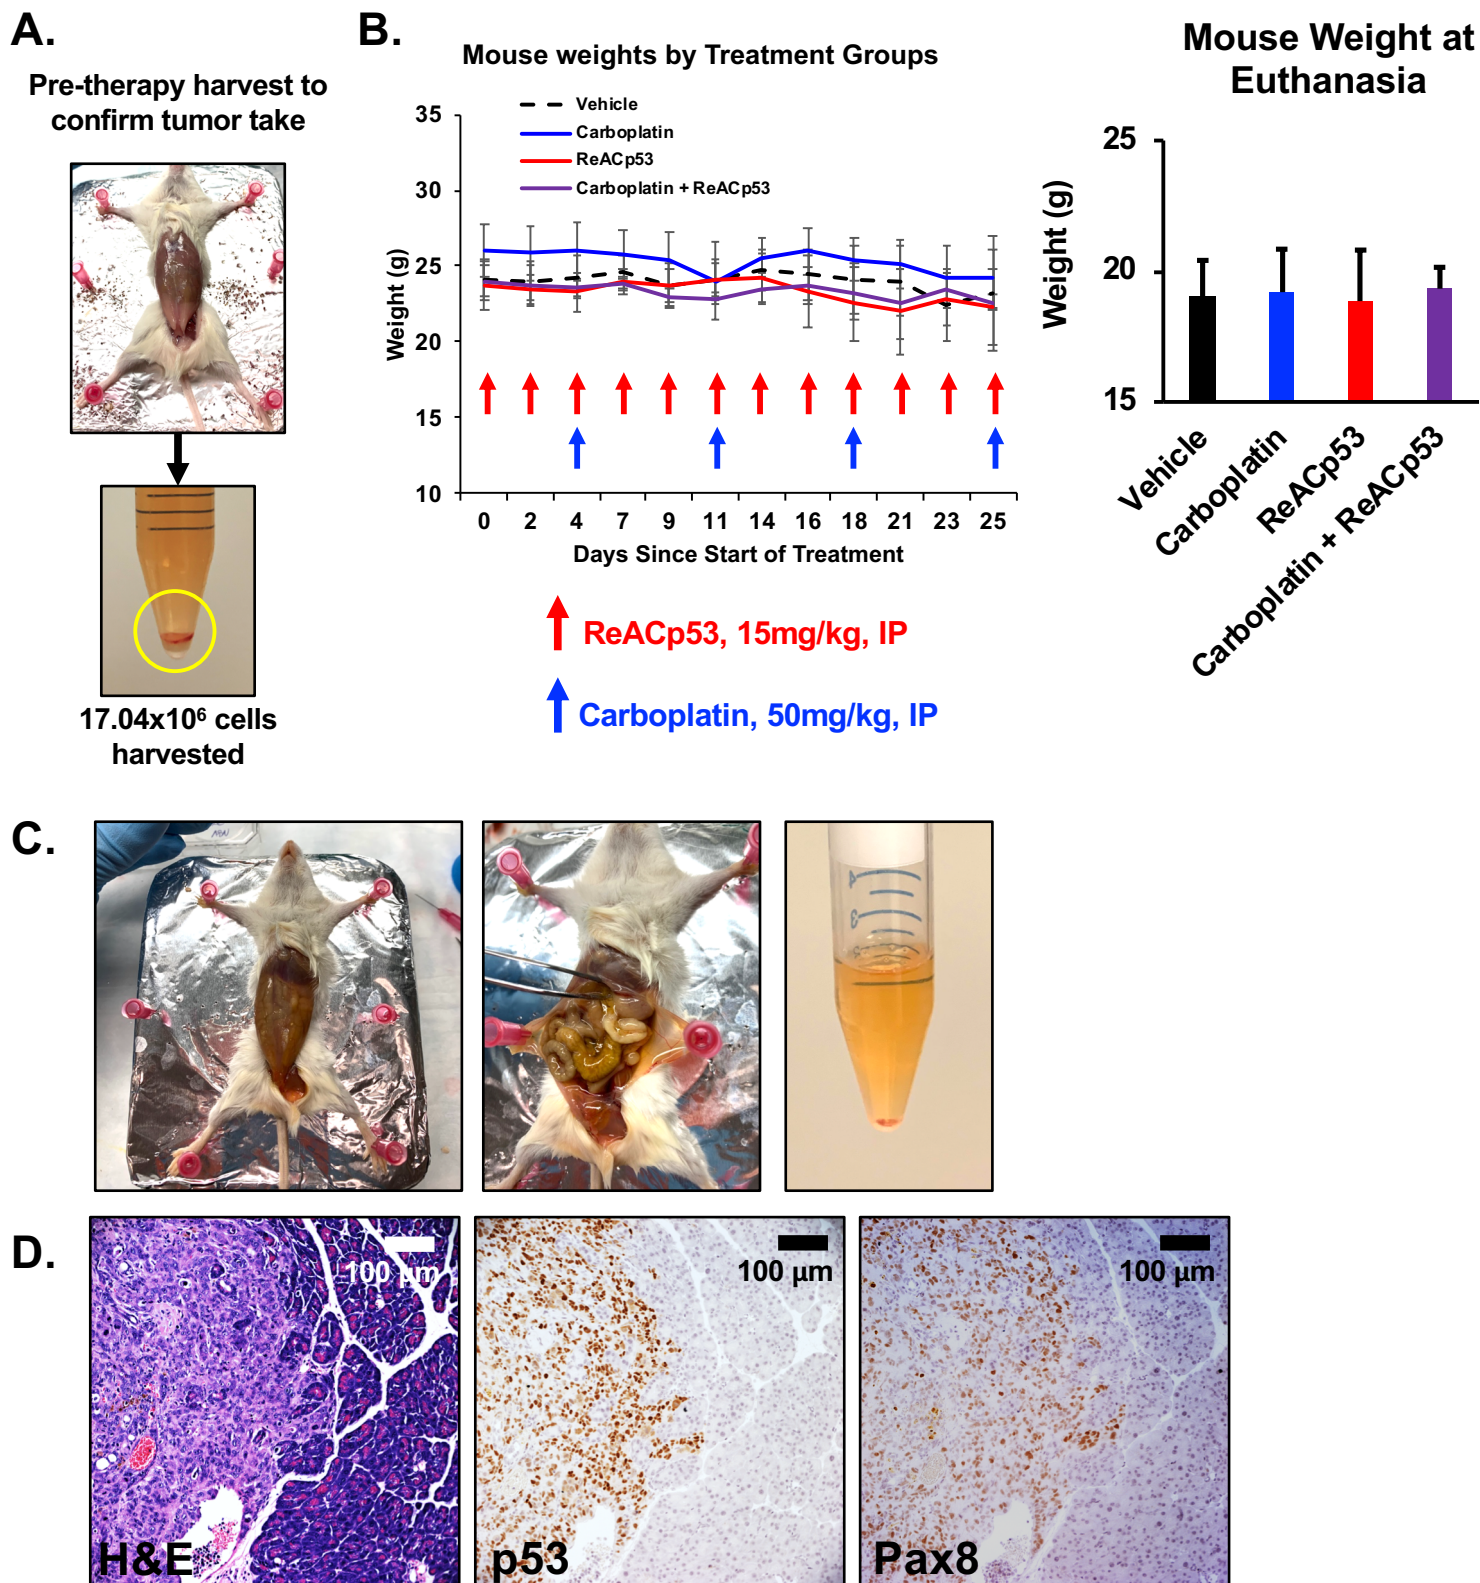 A.
Pre-therapy harvest to
confirm tumor take
17.04x10⁶ cells
harvested
B.
Mouse weights by Treatment Groups
Vehicle
Carboplatin
ReACp53
Carboplatin + ReACp53
Weight (g)
35
30
25
20
15
10
0 2 4 7 9 11 14 16 18 21 23 25
Days Since Start of Treatment
ReACp53, 15mg/kg, IP
Carboplatin, 50mg/kg, IP
Mouse Weight at
Euthanasia
Weight (g)
25
20
15
Vehicle
Carboplatin
ReACp53
Carboplatin + ReACp53
C.
4
3
D.
100 µm
H&E
100 µm
p53
100 µm
Pax8